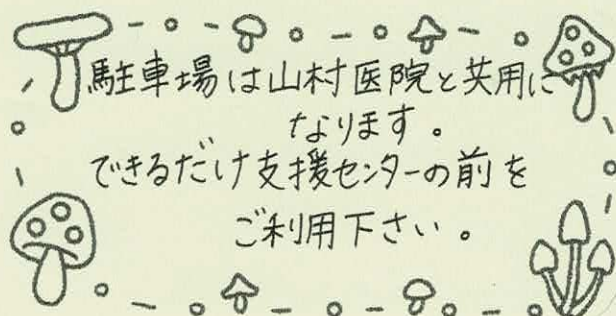 駐車場は山村医院と共用に
なります。
できるだけ支援センターの前を
ご利用下さい。